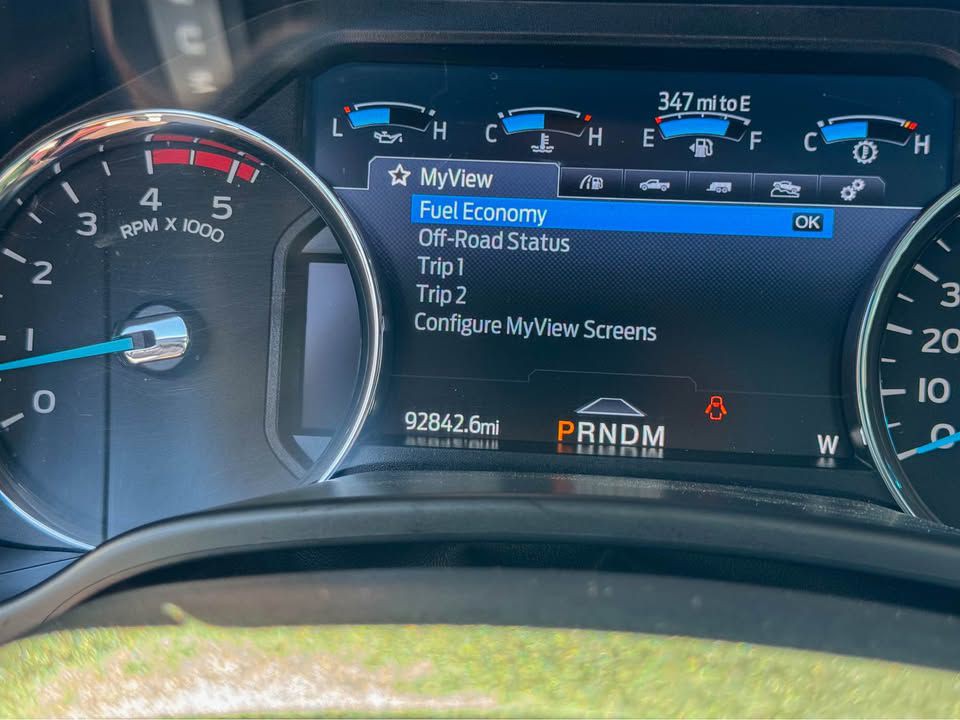 347 mi to E
L H
C H
E F
C H
MyView
Fuel Economy OK
Off-Road Status
Trip 1
Trip 2
Configure MyView Screens
92842.6mi
PRNDM
W
0
1
2
3
4
5
RPM X 1000
20
10
0